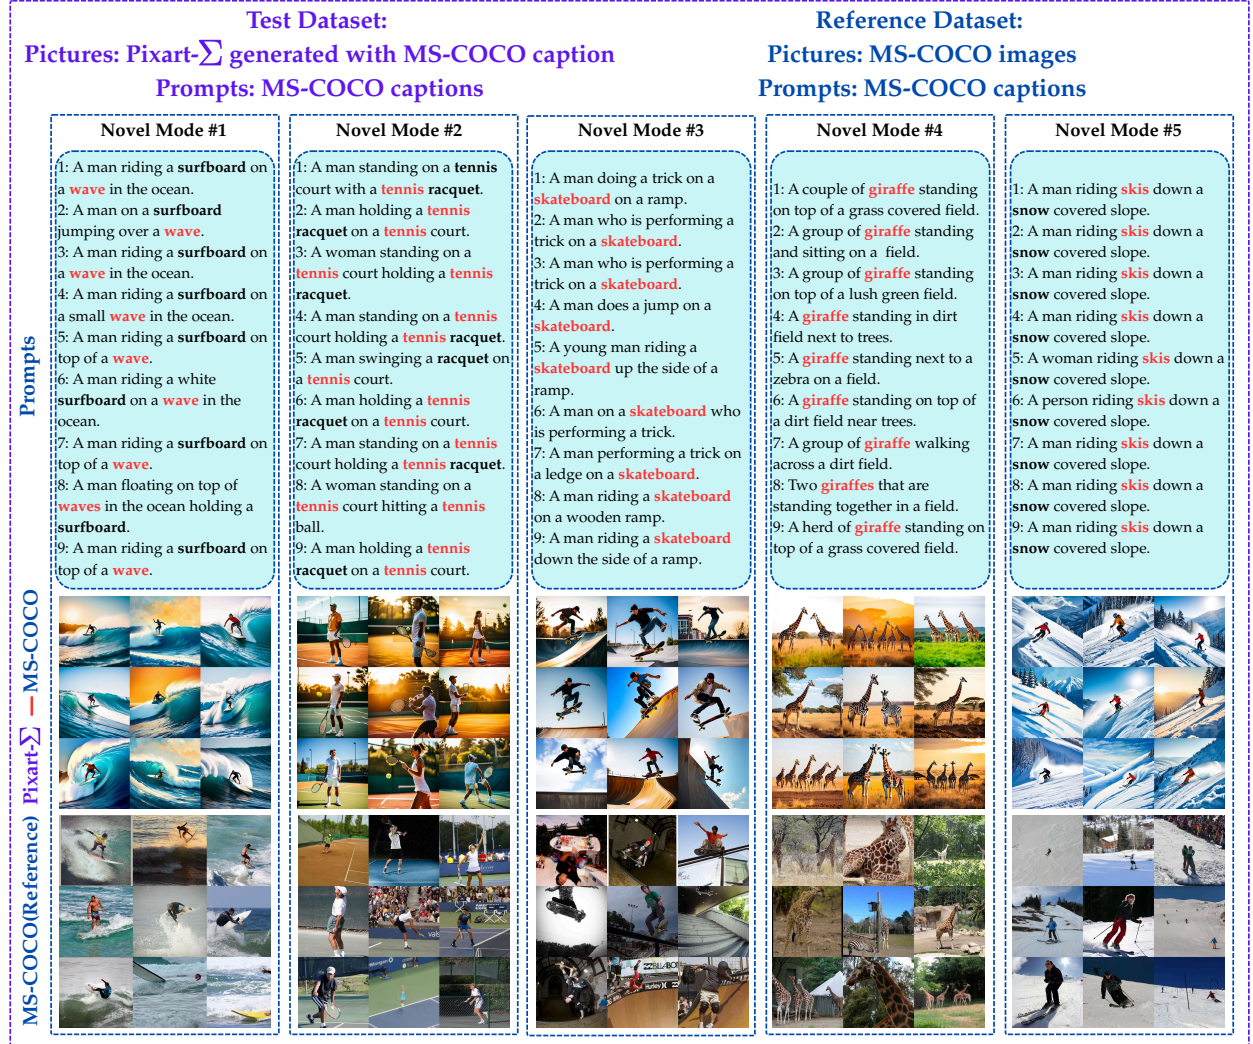 Test Dataset:
Pictures: Pixart-∑ generated with MS-COCO caption
Prompts: MS-COCO captions
Reference Dataset:
Pictures: MS-COCO images
Prompts: MS-COCO captions
Prompts
Pixart-∑ — MS-COCO
MS-COCO(Reference)
Novel Mode #1
1: A man riding a surfboard on
a wave in the ocean.
2: A man on a surfboard
jumping over a wave.
3: A man riding a surfboard on
a wave in the ocean.
4: A man riding a surfboard on
a small wave in the ocean.
5: A man riding a surfboard on
top of a wave.
6: A man riding a white
surfboard on a wave in the
ocean.
7: A man riding a surfboard on
top of a wave.
8: A man floating on top of
waves in the ocean holding a
surfboard.
9: A man riding a surfboard on
top of a wave.
Novel Mode #2
1: A man standing on a tennis
court with a tennis racquet.
2: A man holding a tennis
racquet on a tennis court.
3: A woman standing on a
tennis court holding a tennis
racquet.
4: A man standing on a tennis
court holding a tennis racquet.
5: A man swinging a racquet on
a tennis court.
6: A man holding a tennis
racquet on a tennis court.
7: A man standing on a tennis
court holding a tennis racquet.
8: A woman standing on a
tennis court hitting a tennis
ball.
9: A man holding a tennis
racquet on a tennis court.
Novel Mode #3
1: A man doing a trick on a
skateboard on a ramp.
2: A man who is performing a
trick on a skateboard.
3: A man who is performing a
trick on a skateboard.
4: A man does a jump on a
skateboard.
5: A young man riding a
skateboard up the side of a
ramp.
6: A man on a skateboard who
is performing a trick.
7: A man performing a trick on
a ledge on a skateboard.
8: A man riding a skateboard
on a wooden ramp.
9: A man riding a skateboard
down the side of a ramp.
Novel Mode #4
1: A couple of giraffe standing
on top of a grass covered field.
2: A group of giraffe standing
and sitting on a field.
3: A group of giraffe standing
on top of a lush green field.
4: A giraffe standing in dirt
field next to trees.
5: A giraffe standing next to a
zebra on a field.
6: A giraffe standing on top of
a dirt field near trees.
7: A group of giraffe walking
across a dirt field.
8: Two giraffes that are
standing together in a field.
9: A herd of giraffe standing on
top of a grass covered field.
Novel Mode #5
1: A man riding skis down a
snow covered slope.
2: A man riding skis down a
snow covered slope.
3: A man riding skis down a
snow covered slope.
4: A man riding skis down a
snow covered slope.
5: A woman riding skis down a
snow covered slope.
6: A person riding skis down a
snow covered slope.
7: A man riding skis down a
snow covered slope.
8: A man riding skis down a
snow covered slope.
9: A man riding skis down a
snow covered slope.